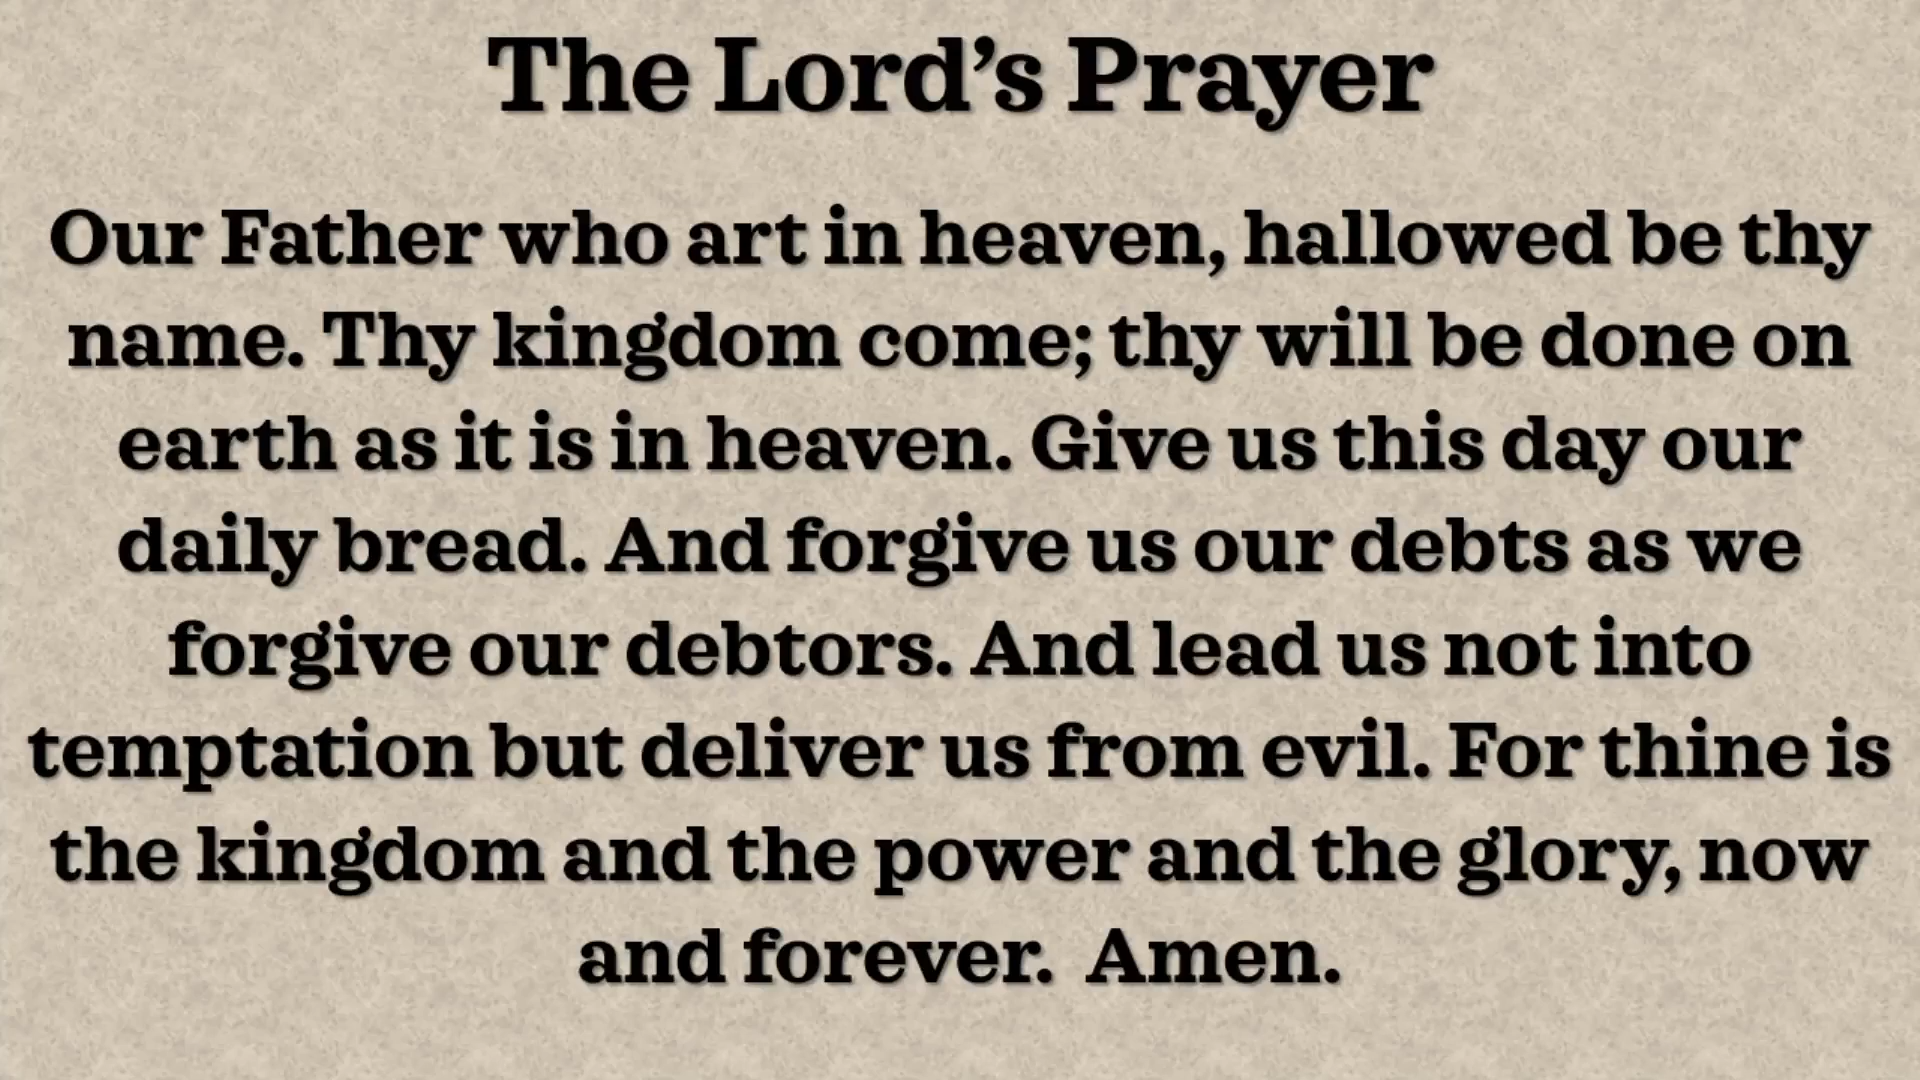 The Lord’s Prayer
Our Father who art in heaven, hallowed be thy
name. Thy kingdom come; thy will be done on
earth as it is in heaven. Give us this day our
daily bread. And forgive us our debts as we
forgive our debtors. And lead us not into
temptation but deliver us from evil. For thine is
the kingdom and the power and the glory, now
and forever.  Amen.